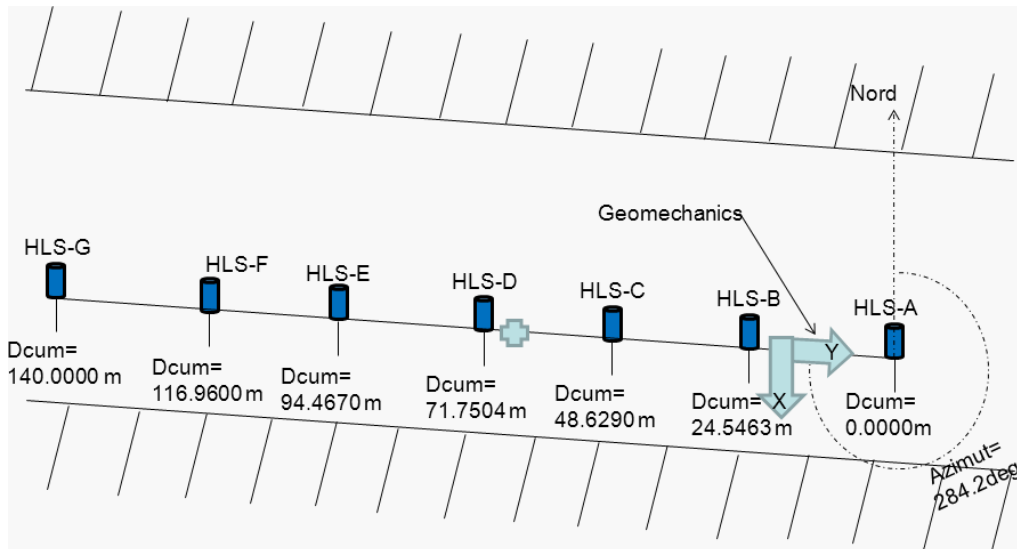 Nord
Geomechanics
HLS-G
HLS-F
HLS-E
HLS-D
HLS-C
HLS-B
HLS-A
Y
X
Dcum=
140.0000 m
Dcum=
116.9600 m
Dcum=
94.4670 m
Dcum=
71.7504 m
Dcum=
48.6290 m
Dcum=
24.5463 m
Dcum=
0.0000m
Azimut=
284.2deg